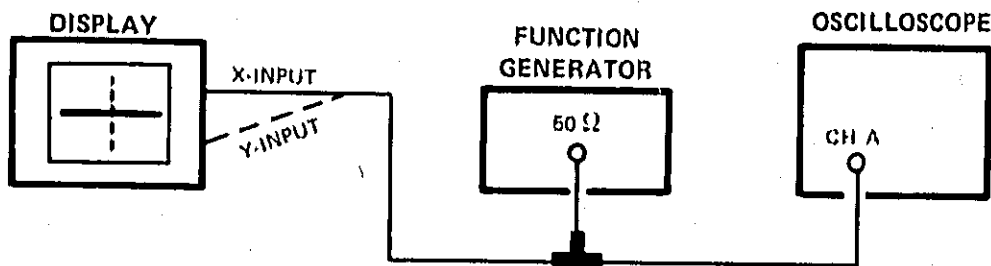 DISPLAY
X-INPUT
Y-INPUT
FUNCTION
GENERATOR
50 Ω
OSCILLOSCOPE
CH A